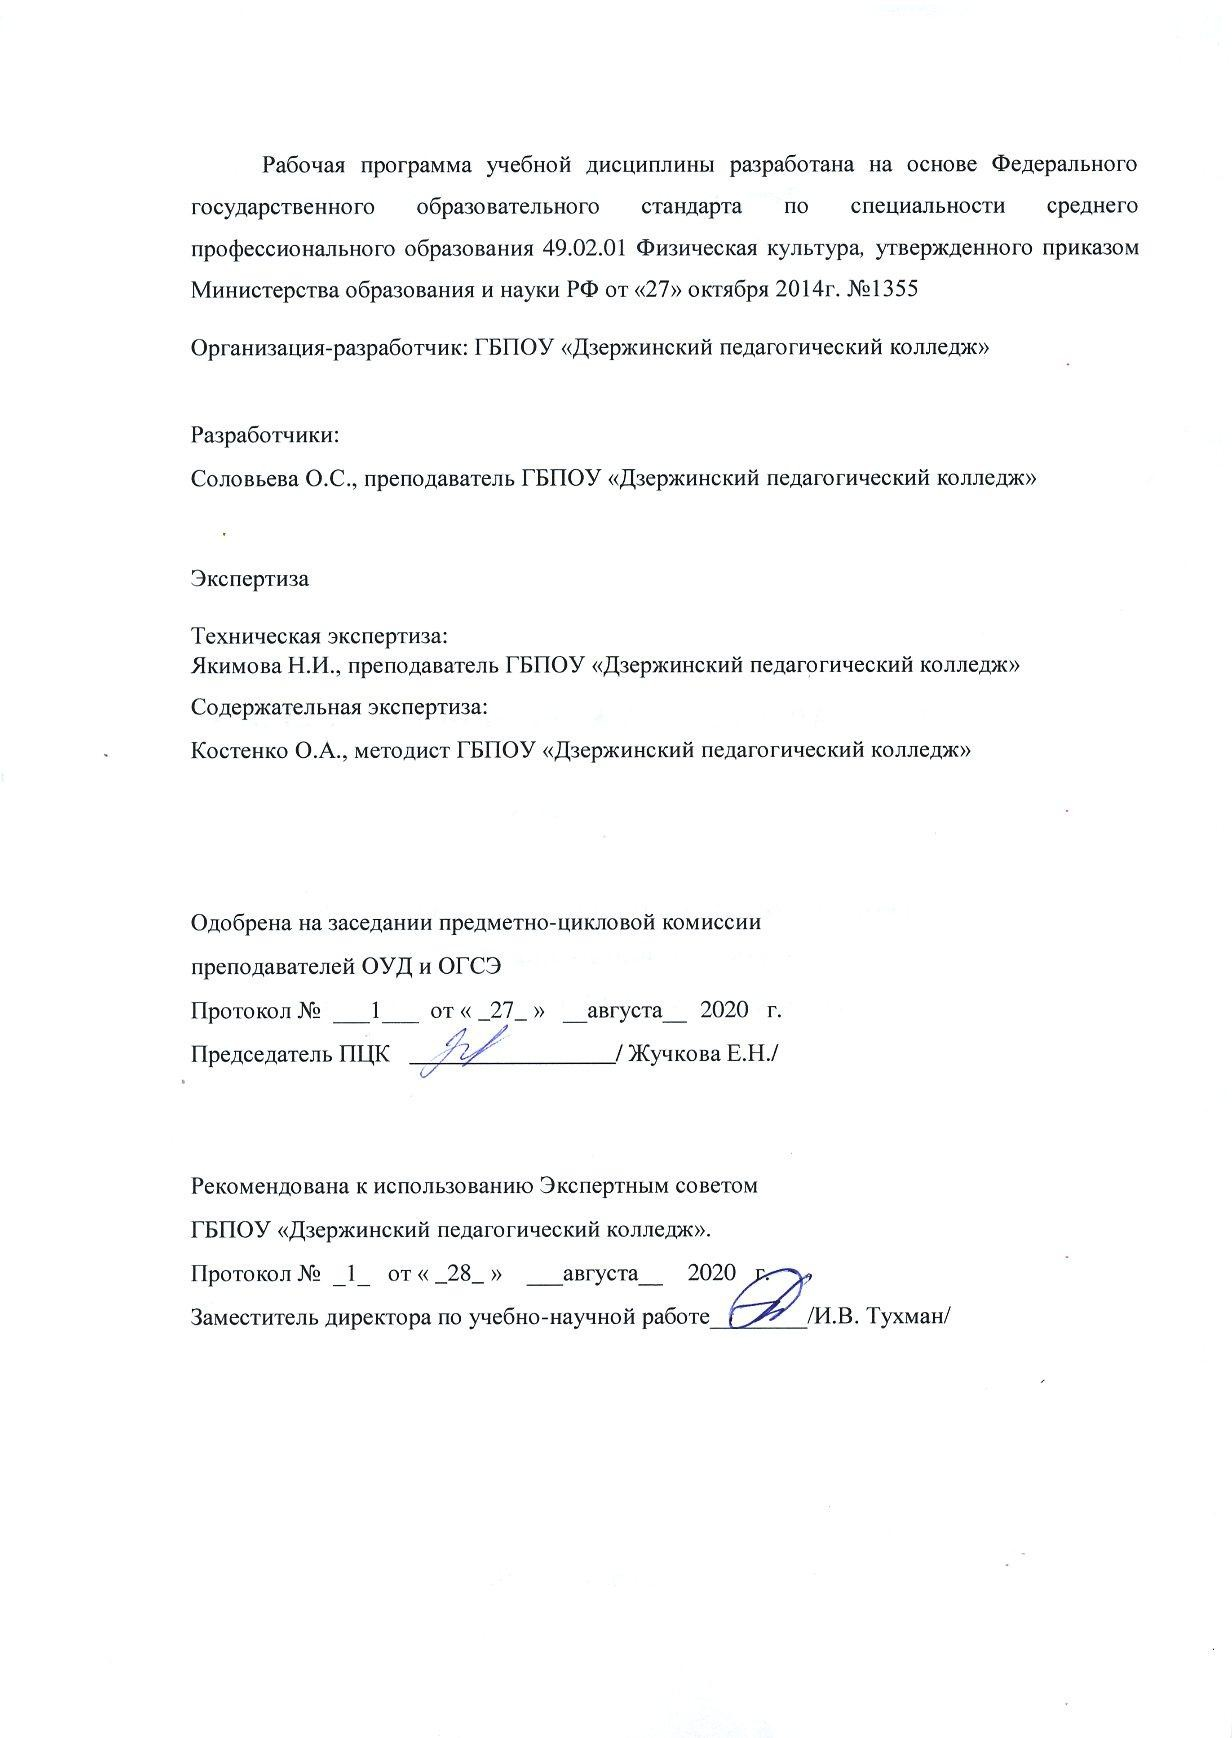 Рабочая программа учебной дисциплины разработана на основе Федерального
государственного образовательного стандарта по специальности среднего
профессионального образования 49.02.01 Физическая культура, утвержденного приказом
Министерства образования и науки РФ от «27» октября 2014г. №1355
Организация-разработчик: ГБПОУ «Дзержинский педагогический колледж»
Разработчики:
Соловьева О.С., преподаватель ГБПОУ «Дзержинский педагогический колледж»
Экспертиза
Техническая экспертиза:
Якимова Н.И., преподаватель ГБПОУ «Дзержинский педагогический колледж»
Содержательная экспертиза:
Костенко О.А., методист ГБПОУ «Дзержинский педагогический колледж»
Одобрена на заседании предметно-цикловой комиссии
преподавателей ОУД и ОГСЭ
Протокол № ___1___ от « _27_ » __августа__ 2020 г.
Председатель ПЦК _________________/ Жучкова Е.Н./
Рекомендована к использованию Экспертным советом
ГБПОУ «Дзержинский педагогический колледж».
Протокол № _1_ от « _28_ » ___августа__ 2020 г.
Заместитель директора по учебно-научной работе________/И.В. Тухман/